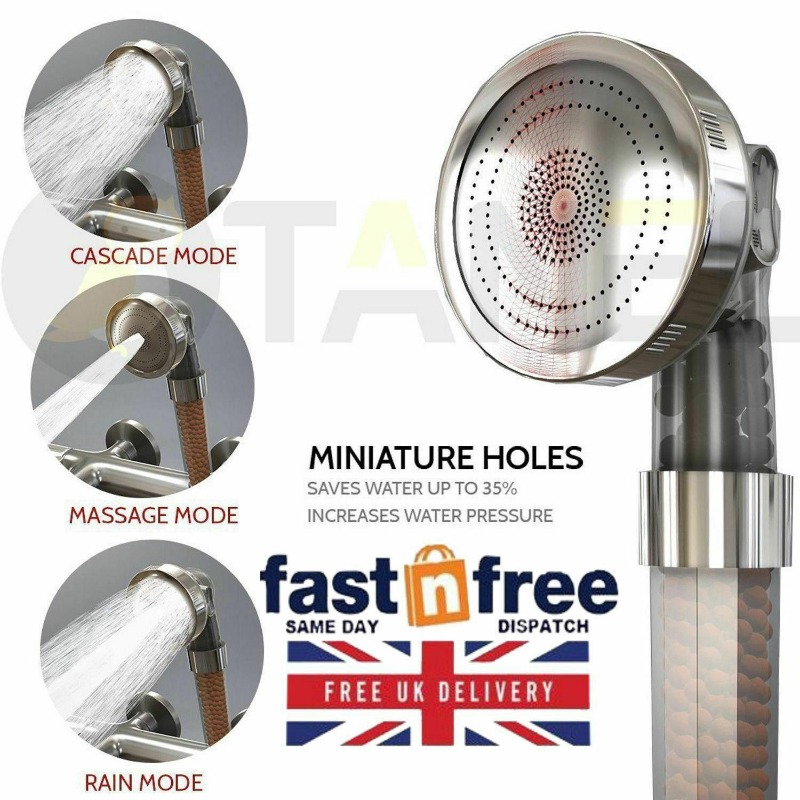 CASCADE MODE
MASSAGE MODE
MINIATURE HOLES
SAVES WATER UP TO 35%
INCREASES WATER PRESSURE
fast n free
SAME DAY DISPATCH
FREE UK DELIVERY
RAIN MODE